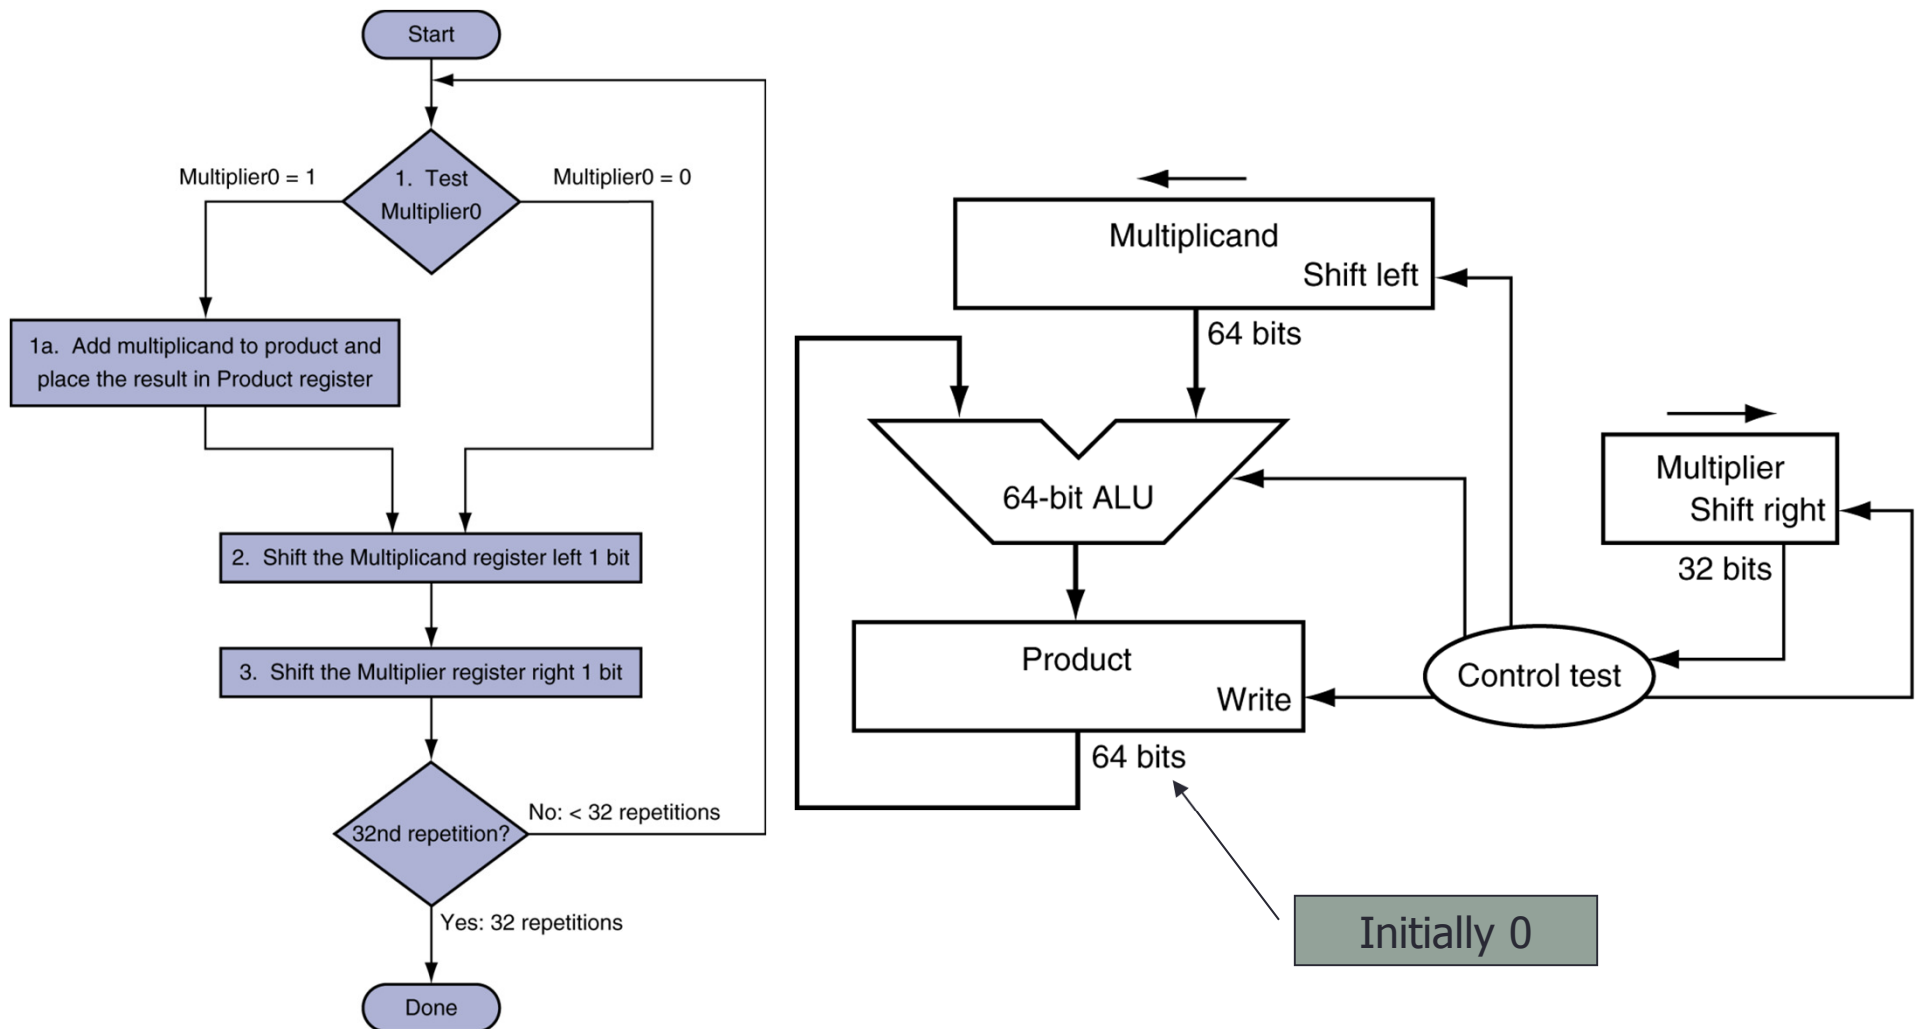 Start
Multiplier0 = 1
1. Test
Multiplier0
Multiplier0 = 0
1a. Add multiplicand to product and
place the result in Product register
2. Shift the Multiplicand register left 1 bit
3. Shift the Multiplier register right 1 bit
32nd repetition?
No: < 32 repetitions
Yes: 32 repetitions
Done
Multiplicand
Shift left
64 bits
64-bit ALU
Multiplier
Shift right
32 bits
Product
Write
Control test
64 bits
Initially 0